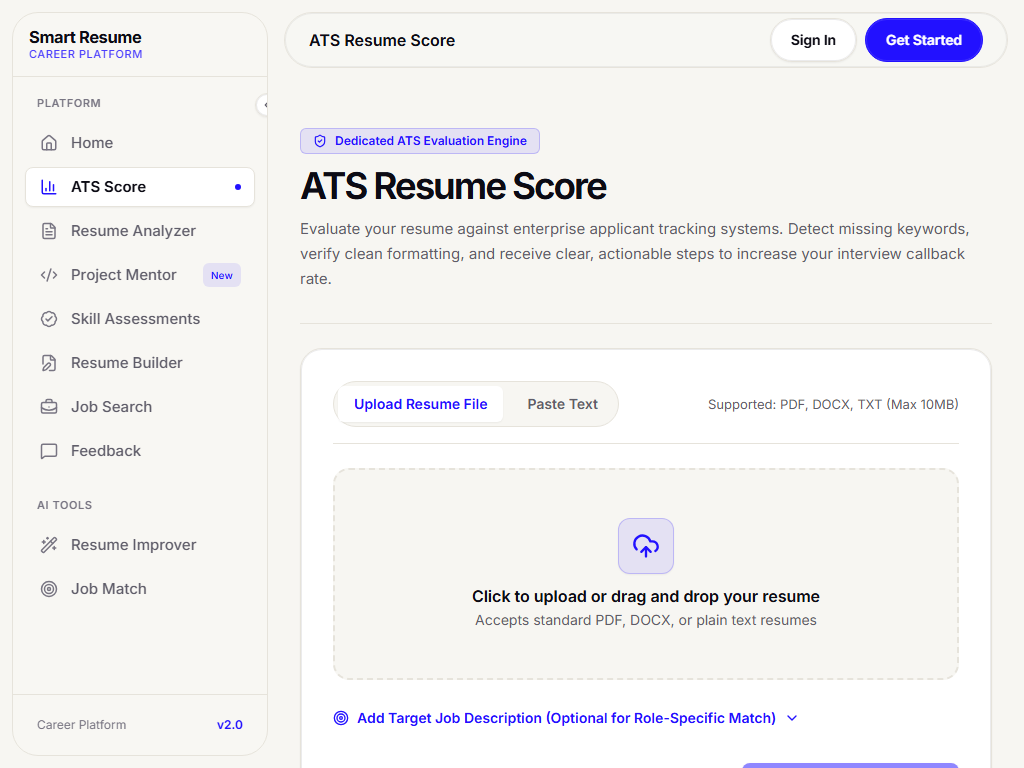 Smart Resume
CAREER PLATFORM
PLATFORM
Home
ATS Score
Resume Analyzer
Project Mentor New
Skill Assessments
Resume Builder
Job Search
Feedback
AI TOOLS
Resume Improver
Job Match
Career Platform v2.0
ATS Resume Score
Sign In
Get Started
Dedicated ATS Evaluation Engine
ATS Resume Score
Evaluate your resume against enterprise applicant tracking systems. Detect missing keywords,
verify clean formatting, and receive clear, actionable steps to increase your interview callback
rate.
Upload Resume File
Paste Text
Supported: PDF, DOCX, TXT (Max 10MB)
Click to upload or drag and drop your resume
Accepts standard PDF, DOCX, or plain text resumes
Add Target Job Description (Optional for Role-Specific Match)